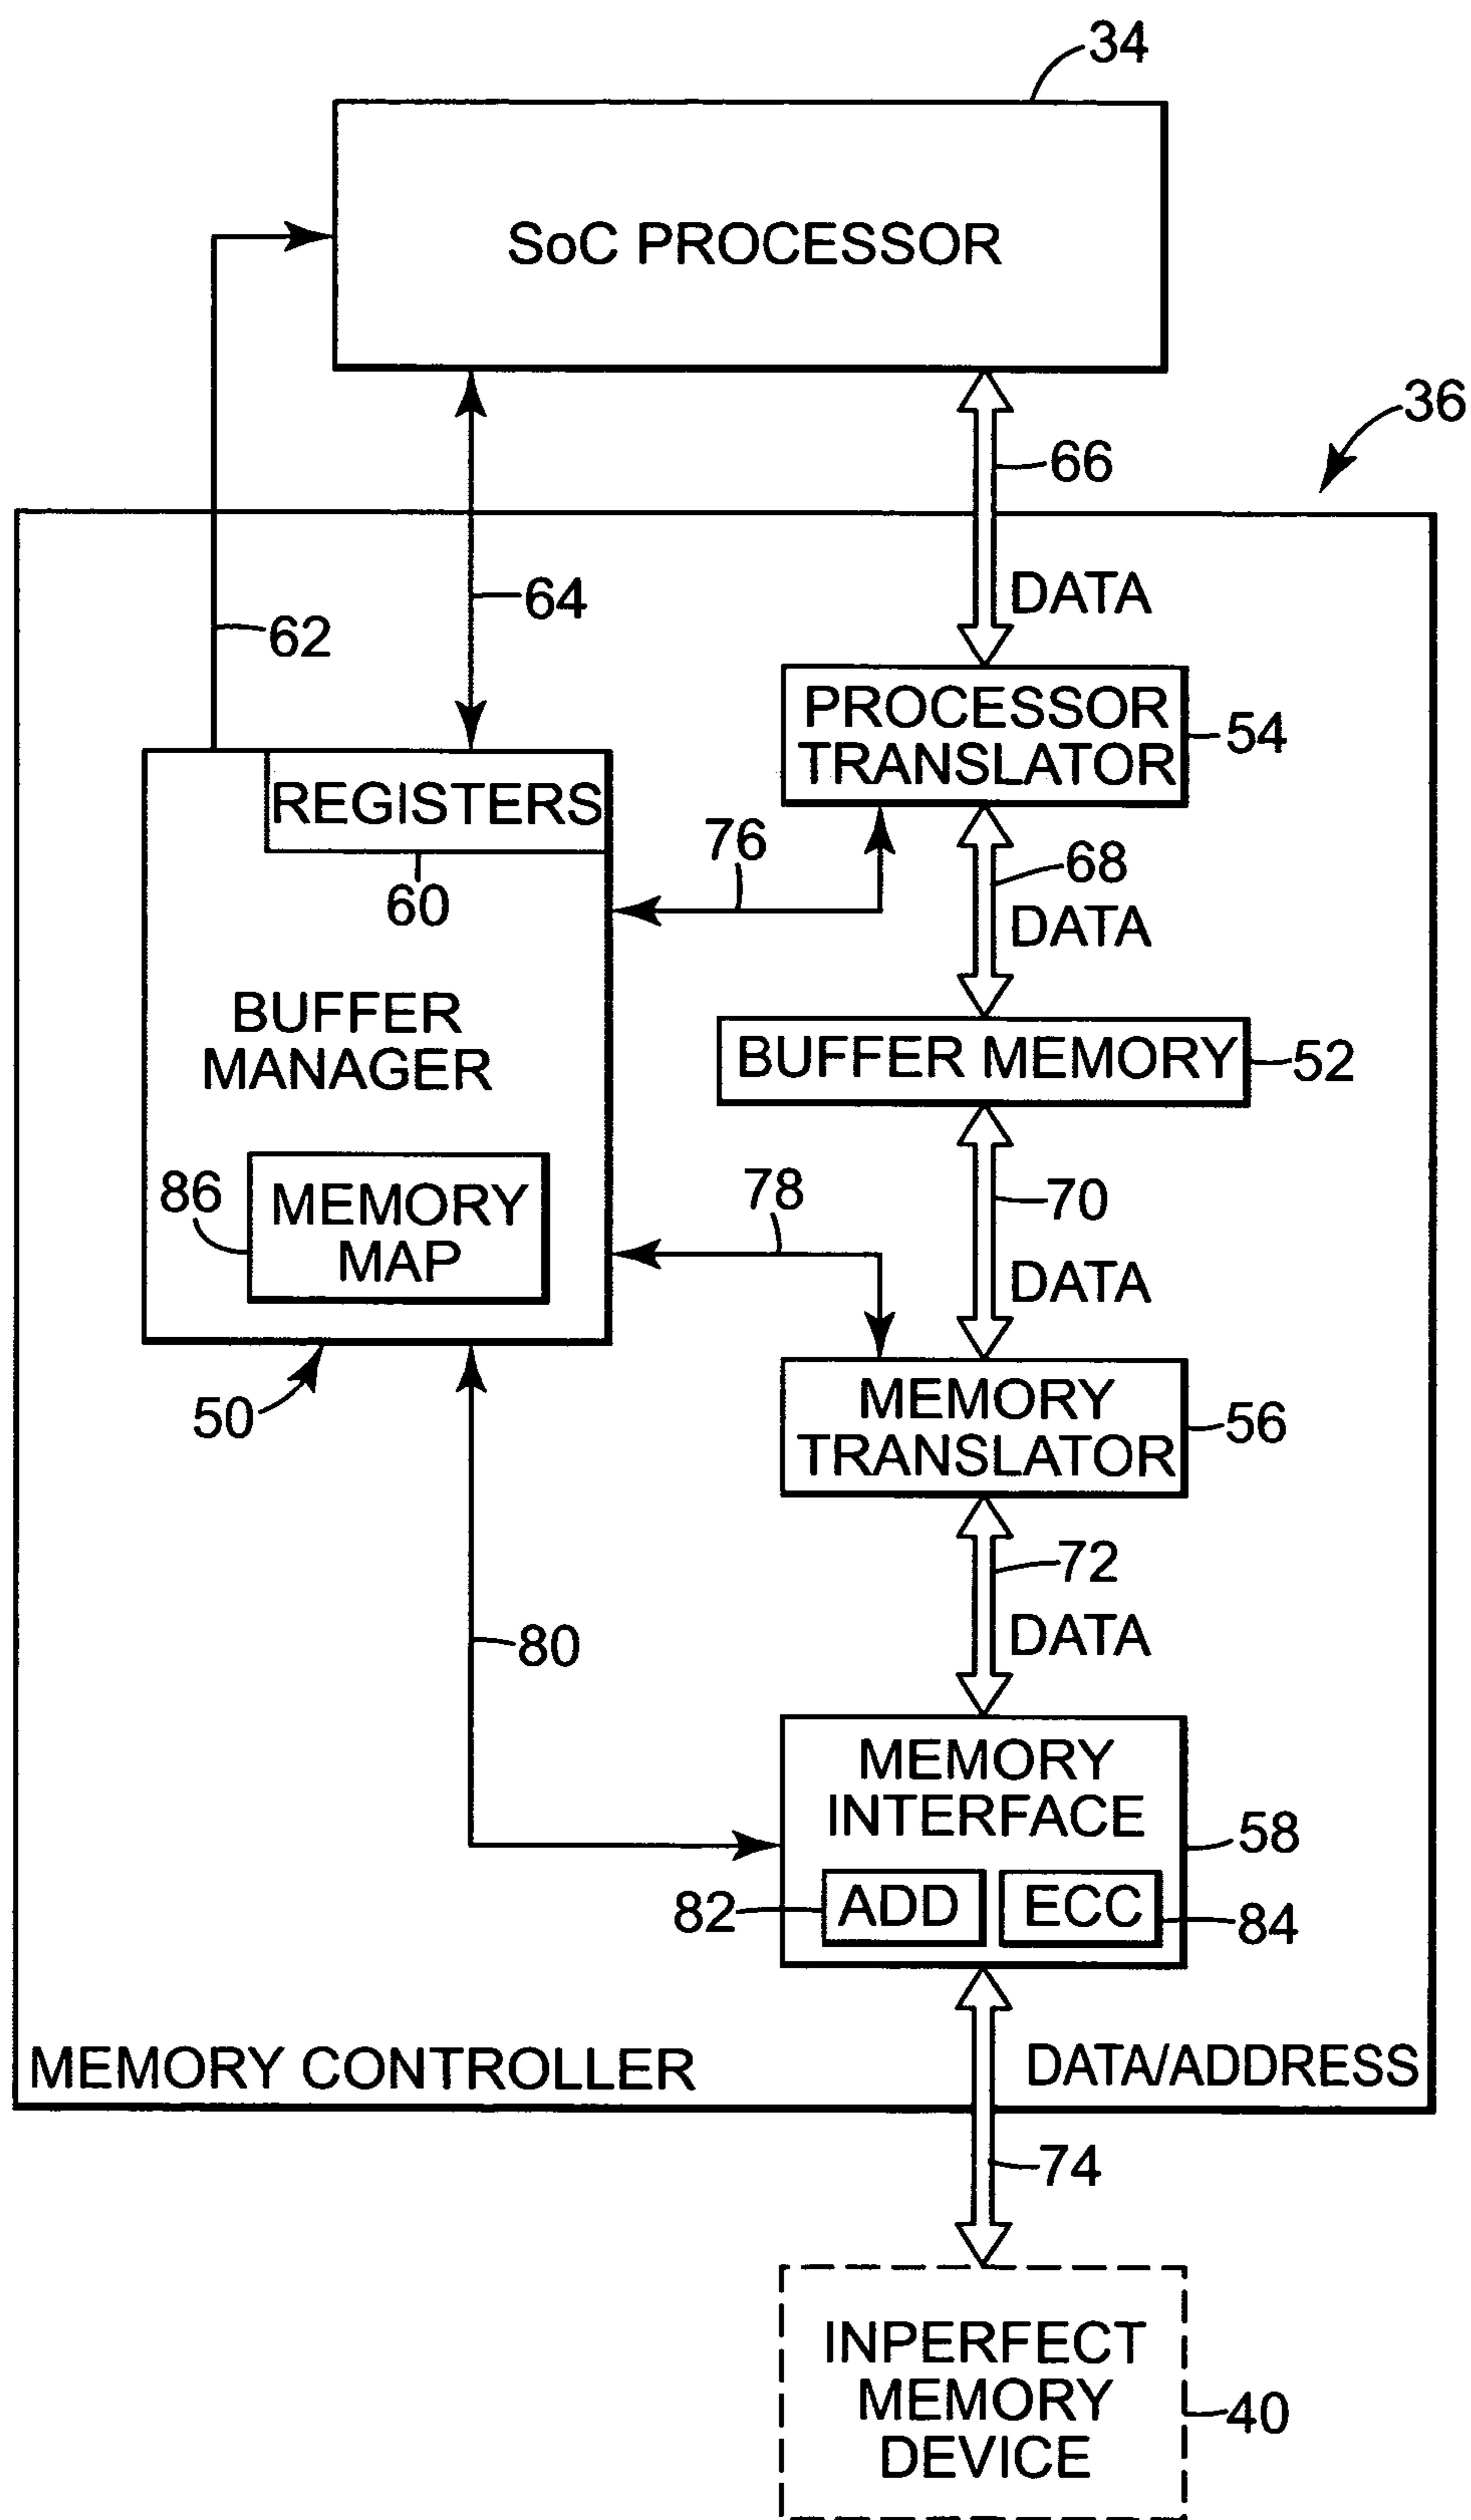 34
SoC PROCESSOR
36
66
64
DATA
62
PROCESSOR
TRANSLATOR
54
REGISTERS
76
68
60
DATA
BUFFER
MANAGER
BUFFER MEMORY
52
86
MEMORY
MAP
78
70
DATA
50
MEMORY
TRANSLATOR
56
72
80
DATA
MEMORY
INTERFACE
58
82
ADD
ECC
84
MEMORY CONTROLLER
DATA/ADDRESS
74
INPERFECT
MEMORY
DEVICE
40